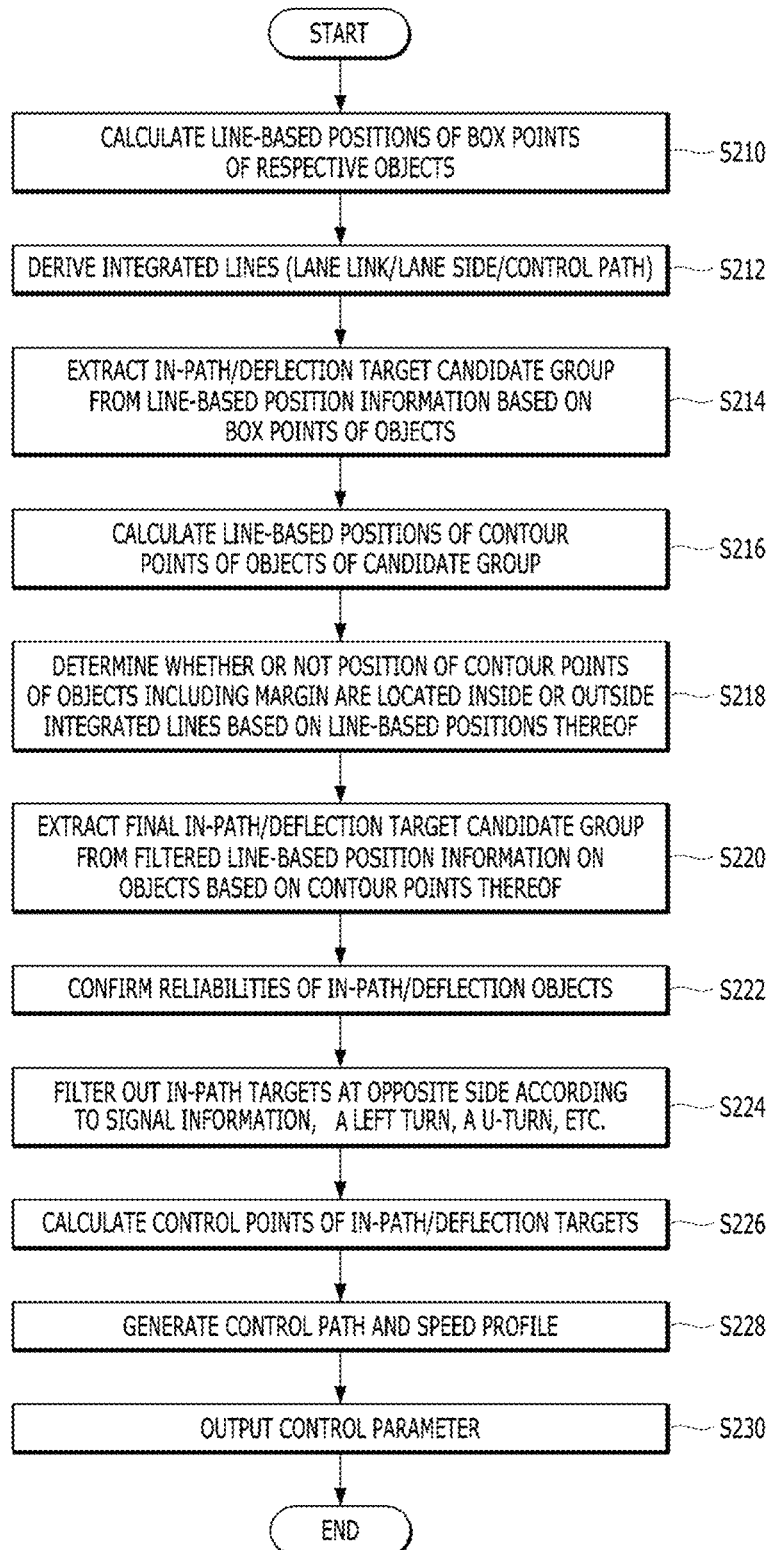 START
CALCULATE LINE-BASED POSITIONS OF BOX POINTS
OF RESPECTIVE OBJECTS
S210
DERIVE INTEGRATED LINES (LANE LINK/LANE SIDE/CONTROL PATH)
S212
EXTRACT IN-PATH/DEFLECTION TARGET CANDIDATE GROUP
FROM LINE-BASED POSITION INFORMATION BASED ON
BOX POINTS OF OBJECTS
S214
CALCULATE LINE-BASED POSITIONS OF CONTOUR
POINTS OF OBJECTS OF CANDIDATE GROUP
S216
DETERMINE WHETHER OR NOT POSITION OF CONTOUR POINTS
OF OBJECTS INCLUDING MARGIN ARE LOCATED INSIDE OR OUTSIDE
INTEGRATED LINES BASED ON LINE-BASED POSITIONS THEREOF
S218
EXTRACT FINAL IN-PATH/DEFLECTION TARGET CANDIDATE GROUP
FROM FILTERED LINE-BASED POSITION INFORMATION ON
OBJECTS BASED ON CONTOUR POINTS THEREOF
S220
CONFIRM RELIABILITIES OF IN-PATH/DEFLECTION OBJECTS
S222
FILTER OUT IN-PATH TARGETS AT OPPOSITE SIDE ACCORDING
TO SIGNAL INFORMATION, A LEFT TURN, A U-TURN, ETC.
S224
CALCULATE CONTROL POINTS OF IN-PATH/DEFLECTION TARGETS
S226
GENERATE CONTROL PATH AND SPEED PROFILE
S228
OUTPUT CONTROL PARAMETER
S230
END